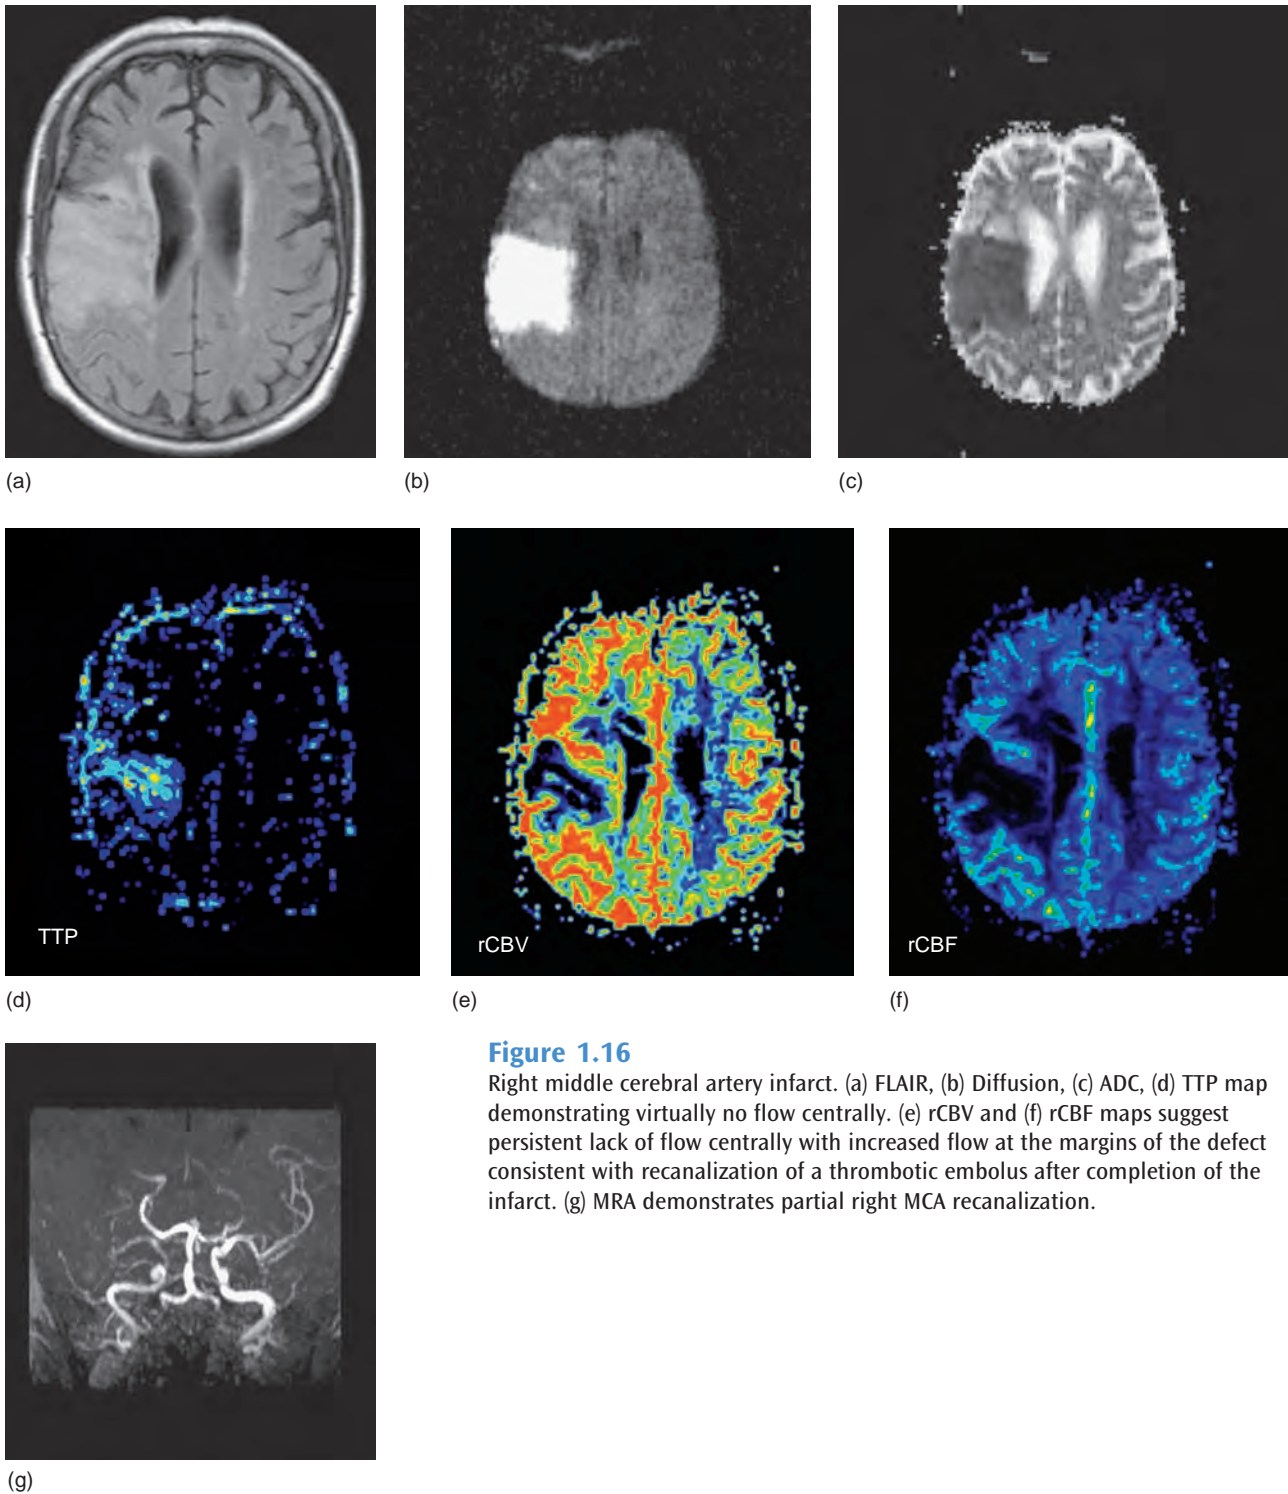 (a)
(b)
(c)
TTP
rCBV
rCBF
(d)
(e)
(f)
Figure 1.16
Right middle cerebral artery infarct. (a) FLAIR, (b) Diffusion, (c) ADC, (d) TTP map
demonstrating virtually no flow centrally. (e) rCBV and (f) rCBF maps suggest
persistent lack of flow centrally with increased flow at the margins of the defect
consistent with recanalization of a thrombotic embolus after completion of the
infarct. (g) MRA demonstrates partial right MCA recanalization.
(g)